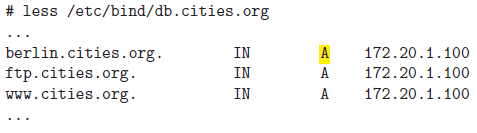 # less /etc/bind/db.cities.org
...
berlin.cities.org. IN A 172.20.1.100
ftp.cities.org. IN A 172.20.1.100
www.cities.org. IN A 172.20.1.100
...